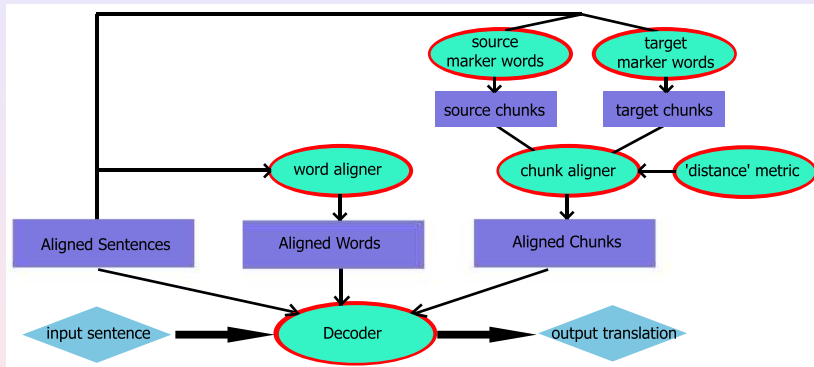 source
marker words
target
marker words
source chunks
target chunks
word aligner
chunk aligner
'distance' metric
Aligned Sentences
Aligned Words
Aligned Chunks
input sentence
Decoder
output translation